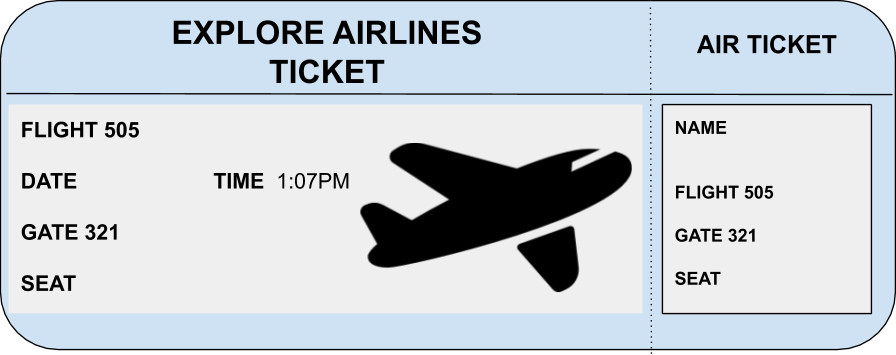 EXPLORE AIRLINES
TICKET
AIR TICKET
FLIGHT 505
DATE TIME 1:07PM
GATE 321
SEAT
NAME
FLIGHT 505
GATE 321
SEAT